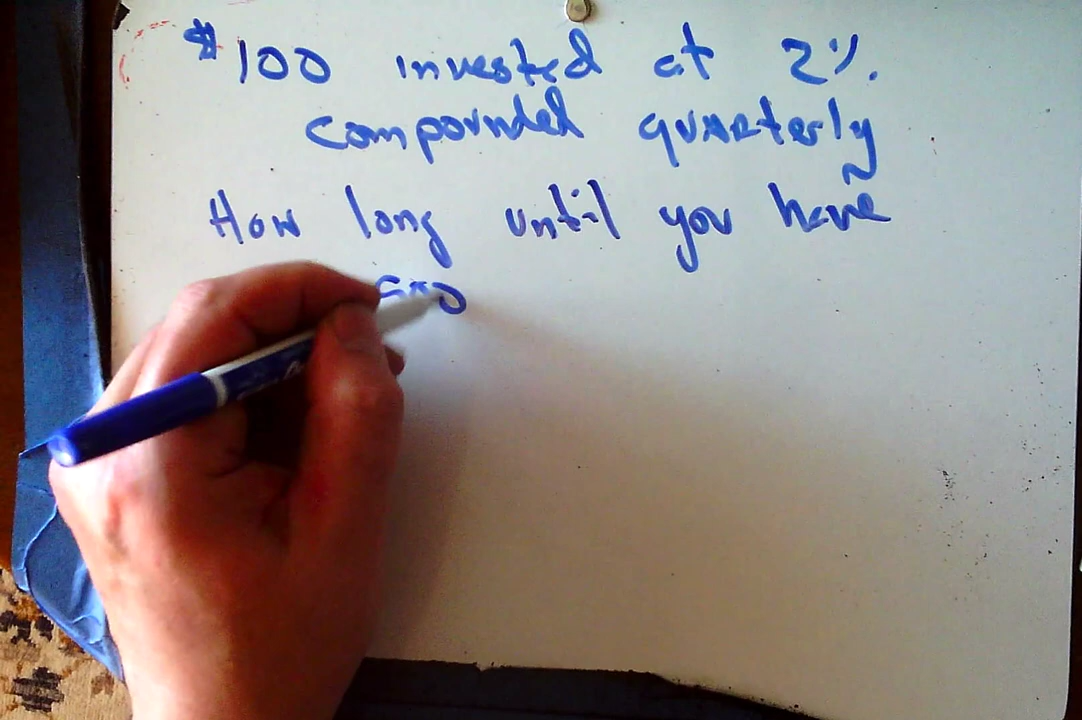 $100 invested at 2%
compounded quarterly
How long until you have